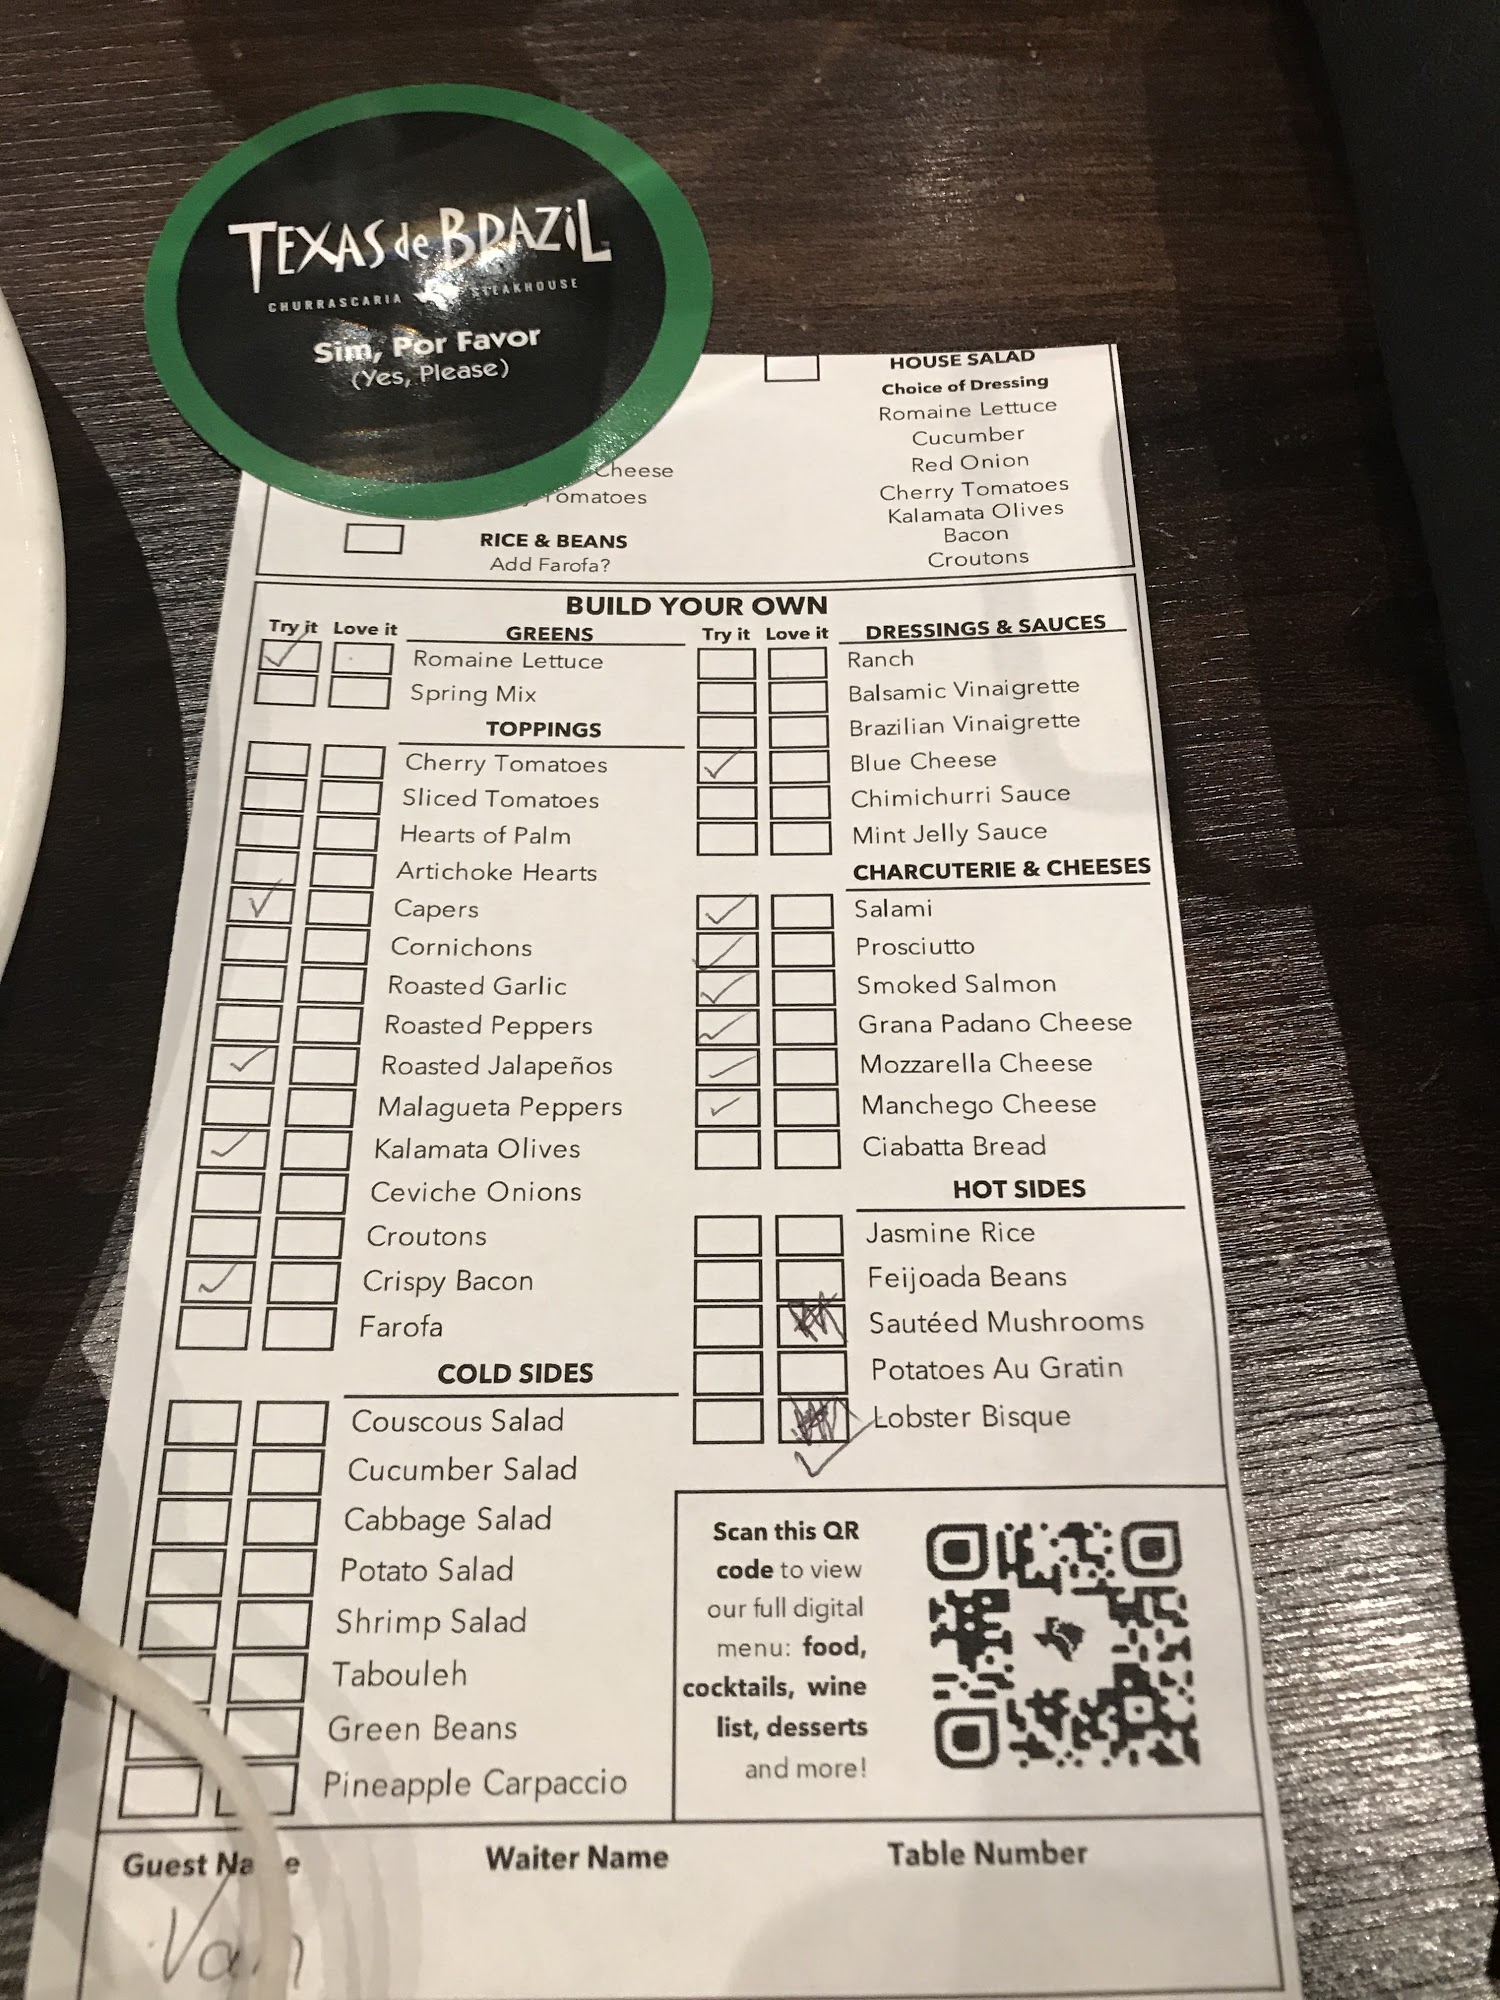 TEXAS de BRAZIL
CHURRASCARIA STEAKHOUSE
Sim, Por Favor
(Yes, Please)
Cheese
Tomatoes
RICE & BEANS
Add Farofa?
HOUSE SALAD
Choice of Dressing
Romaine Lettuce
Cucumber
Red Onion
Cherry Tomatoes
Kalamata Olives
Bacon
Croutons
BUILD YOUR OWN
Try it Love it GREENS
Romaine Lettuce
Spring Mix
TOPPINGS
Cherry Tomatoes
Sliced Tomatoes
Hearts of Palm
Artichoke Hearts
Capers
Cornichons
Roasted Garlic
Roasted Peppers
Roasted Jalapeños
Malagueta Peppers
Kalamata Olives
Ceviche Onions
Croutons
Crispy Bacon
Farofa
COLD SIDES
Couscous Salad
Cucumber Salad
Cabbage Salad
Potato Salad
Shrimp Salad
Tabouleh
Green Beans
Pineapple Carpaccio
Try it Love it DRESSINGS & SAUCES
Ranch
Balsamic Vinaigrette
Brazilian Vinaigrette
Blue Cheese
Chimichurri Sauce
Mint Jelly Sauce
CHARCUTERIE & CHEESES
Salami
Prosciutto
Smoked Salmon
Grana Padano Cheese
Mozzarella Cheese
Manchego Cheese
Ciabatta Bread
HOT SIDES
Jasmine Rice
Feijoada Beans
Sautéed Mushrooms
Potatoes Au Gratin
Lobster Bisque
Scan this QR
code to view
our full digital
menu: food,
cocktails, wine
list, desserts
and more!
Guest Name Waiter Name Table Number
Van